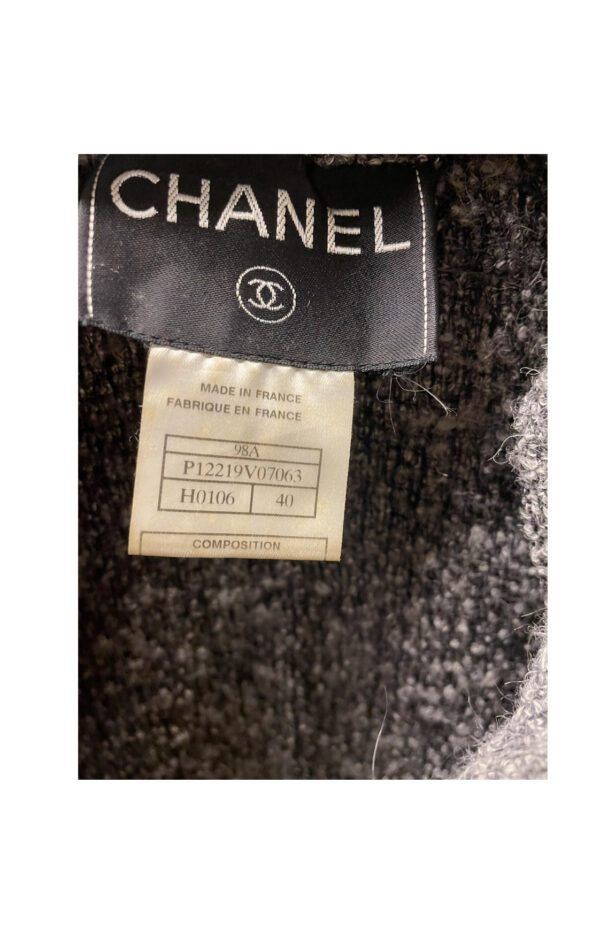 CHANEL
MADE IN FRANCE
FABRIQUE EN FRANCE
98A
P12219V07063
H0106 40
COMPOSITION